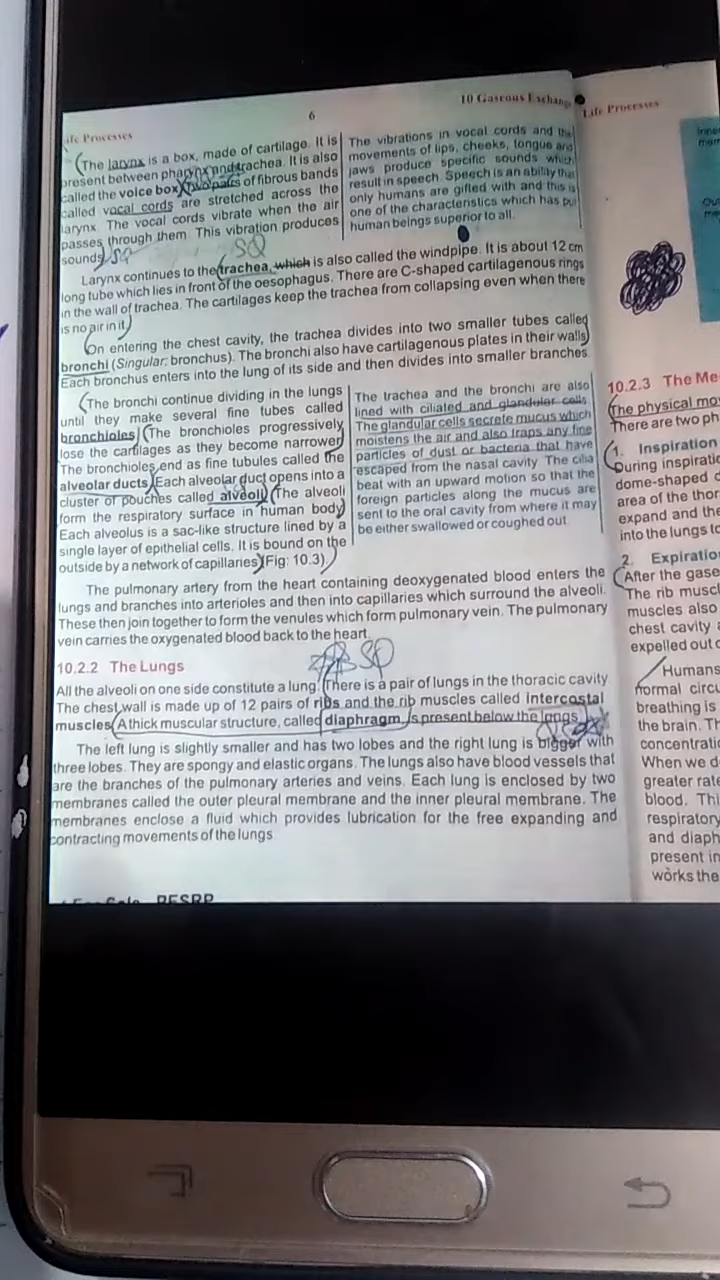 10 Gaseous Exchange
6
Life Processes
The larynx is a box, made of cartilage. It is
present between pharynx and trachea. It is also
called the voice box. Two pairs of fibrous bands
called vocal cords are stretched across the
larynx. The vocal cords vibrate when the air
passes through them. This vibration produces
sounds.
SQ
The vibrations in vocal cords and the
movements of lips, cheeks, tongue and
jaws produce specific sounds which
result in speech. Speech is an ability that
only humans are gifted with and this is
one of the characteristics which has put
human beings superior to all.
SQ
Larynx continues to the trachea, which is also called the windpipe. It is about 12 cm
long tube which lies in front of the oesophagus. There are C-shaped cartilagenous rings
in the wall of trachea. The cartilages keep the trachea from collapsing even when there
is no air in it.
On entering the chest cavity, the trachea divides into two smaller tubes called
bronchi (Singular: bronchus). The bronchi also have cartilagenous plates in their walls.
Each bronchus enters into the lung of its side and then divides into smaller branches.
The bronchi continue dividing in the lungs
until they make several fine tubes called
bronchioles. The bronchioles progressively
lose the cartilages as they become narrower.
The bronchioles end as fine tubules called the
alveolar ducts. Each alveolar duct opens into a
cluster of pouches called alveoli. The alveoli
form the respiratory surface in human body.
Each alveolus is a sac-like structure lined by a
single layer of epithelial cells. It is bound on the
outside by a network of capillaries (Fig: 10.3).
The trachea and the bronchi are also
lined with ciliated and glandular cells.
The glandular cells secrete mucus which
moistens the air and also traps any fine
particles of dust or bacteria that have
escaped from the nasal cavity. The cilia
beat with an upward motion so that the
foreign particles along the mucus are
sent to the oral cavity from where it may
be either swallowed or coughed out.
The pulmonary artery from the heart containing deoxygenated blood enters the
lungs and branches into arterioles and then into capillaries which surround the alveoli.
These then join together to form the venules which form pulmonary vein. The pulmonary
vein carries the oxygenated blood back to the heart.
SQ
10.2.2 The Lungs
All the alveoli on one side constitute a lung. There is a pair of lungs in the thoracic cavity.
The chest wall is made up of 12 pairs of ribs and the rib muscles called intercostal
muscles. A thick muscular structure, called diaphragm, is present below the lungs.
The left lung is slightly smaller and has two lobes and the right lung is bigger with
three lobes. They are spongy and elastic organs. The lungs also have blood vessels that
are the branches of the pulmonary arteries and veins. Each lung is enclosed by two
membranes called the outer pleural membrane and the inner pleural membrane. The
membranes enclose a fluid which provides lubrication for the free expanding and
contracting movements of the lungs.
Sale - PESRP
Life Processes
10.2.3 The Me
The physical mo
There are two ph
1. Inspiration
During inspiratio
dome-shaped d
area of the thor
expand and the
into the lungs to
2. Expiration
After the gase
The rib muscl
muscles also
chest cavity
expelled out o
Humans
normal circu
breathing is
the brain. Th
concentratio
When we d
greater rate
blood. Thi
respiratory
and diaph
present in
works the